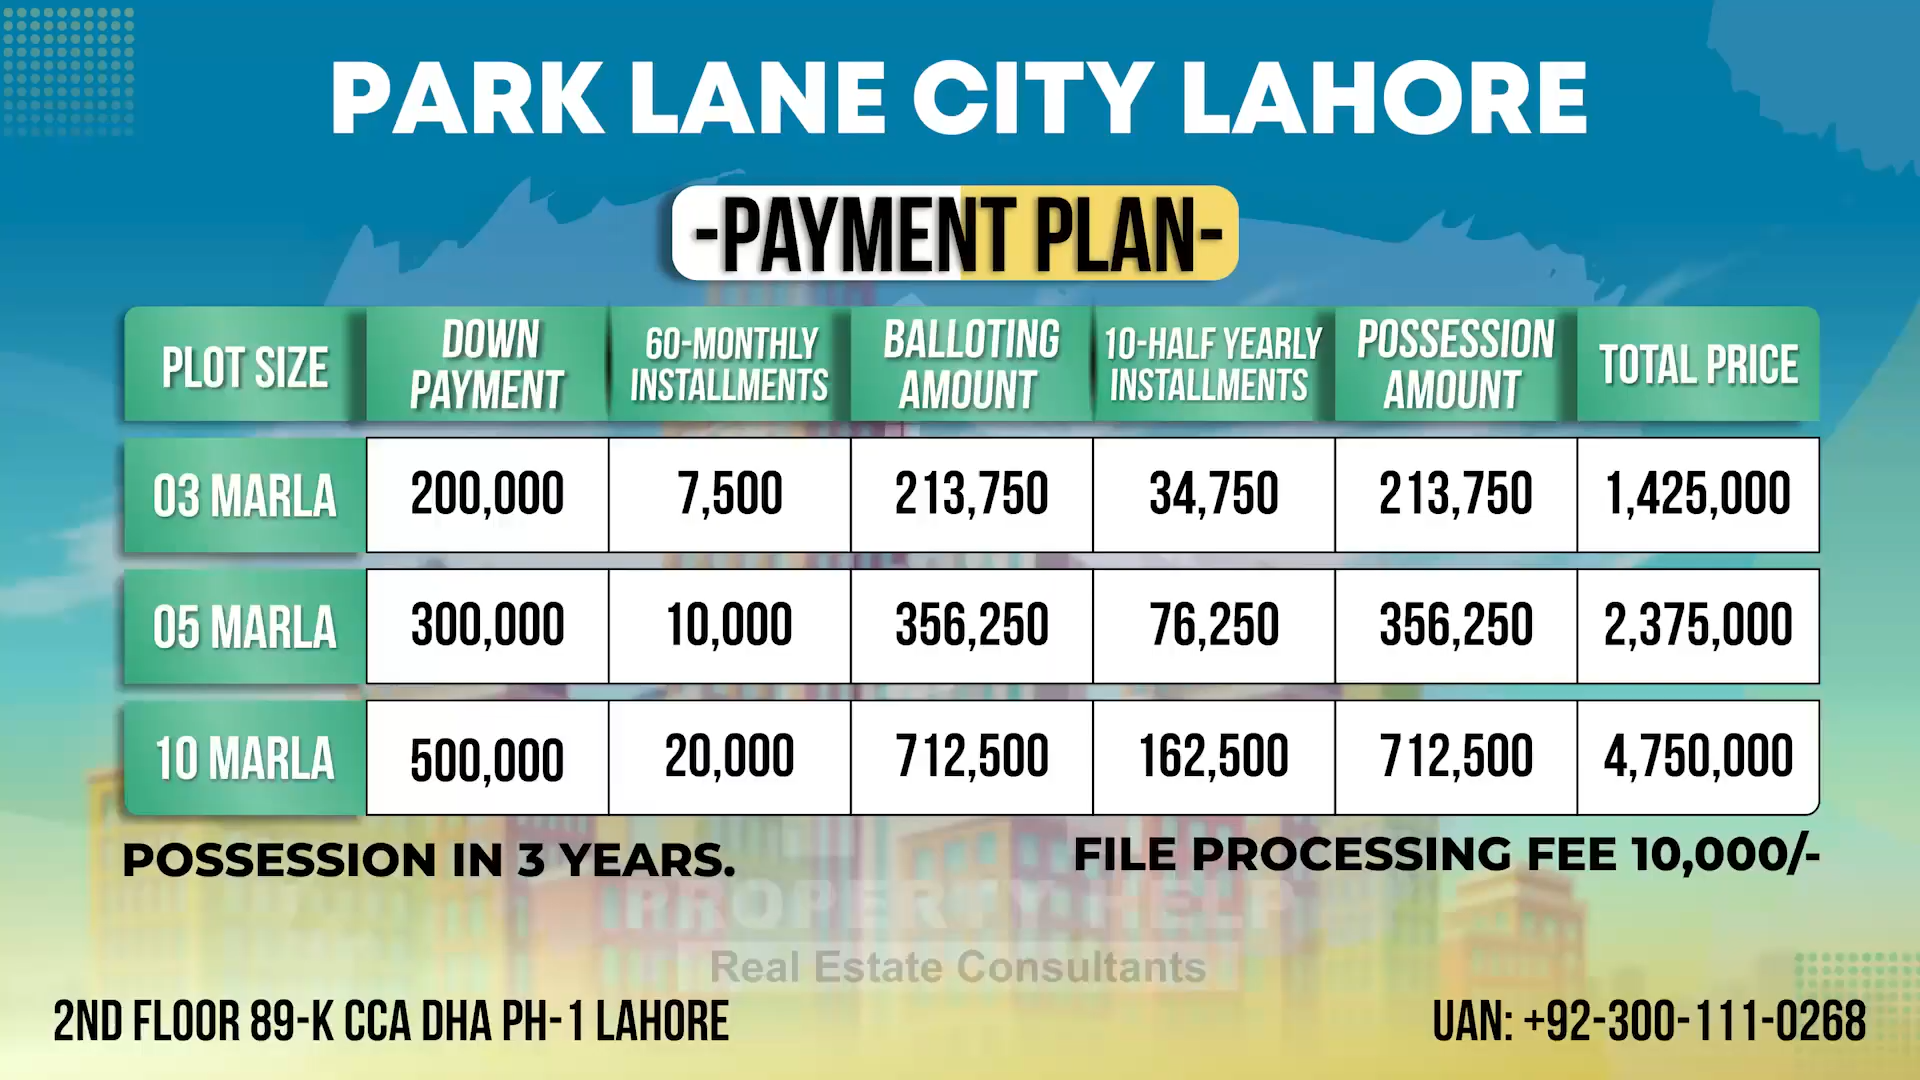 PARK LANE CITY LAHORE
-PAYMENT PLAN-
PLOT SIZE DOWN PAYMENT 60-MONTHLY INSTALLMENTS BALLOTING AMOUNT 10-HALF YEARLY INSTALLMENTS POSSESSION AMOUNT TOTAL PRICE
03 MARLA 200,000 7,500 213,750 34,750 213,750 1,425,000
05 MARLA 300,000 10,000 356,250 76,250 356,250 2,375,000
10 MARLA 500,000 20,000 712,500 162,500 712,500 4,750,000
POSSESSION IN 3 YEARS. FILE PROCESSING FEE 10,000/-
PROPERTY HELP
Real Estate Consultants
2ND FLOOR 89-K CCA DHA PH-1 LAHORE UAN: +92-300-111-0268